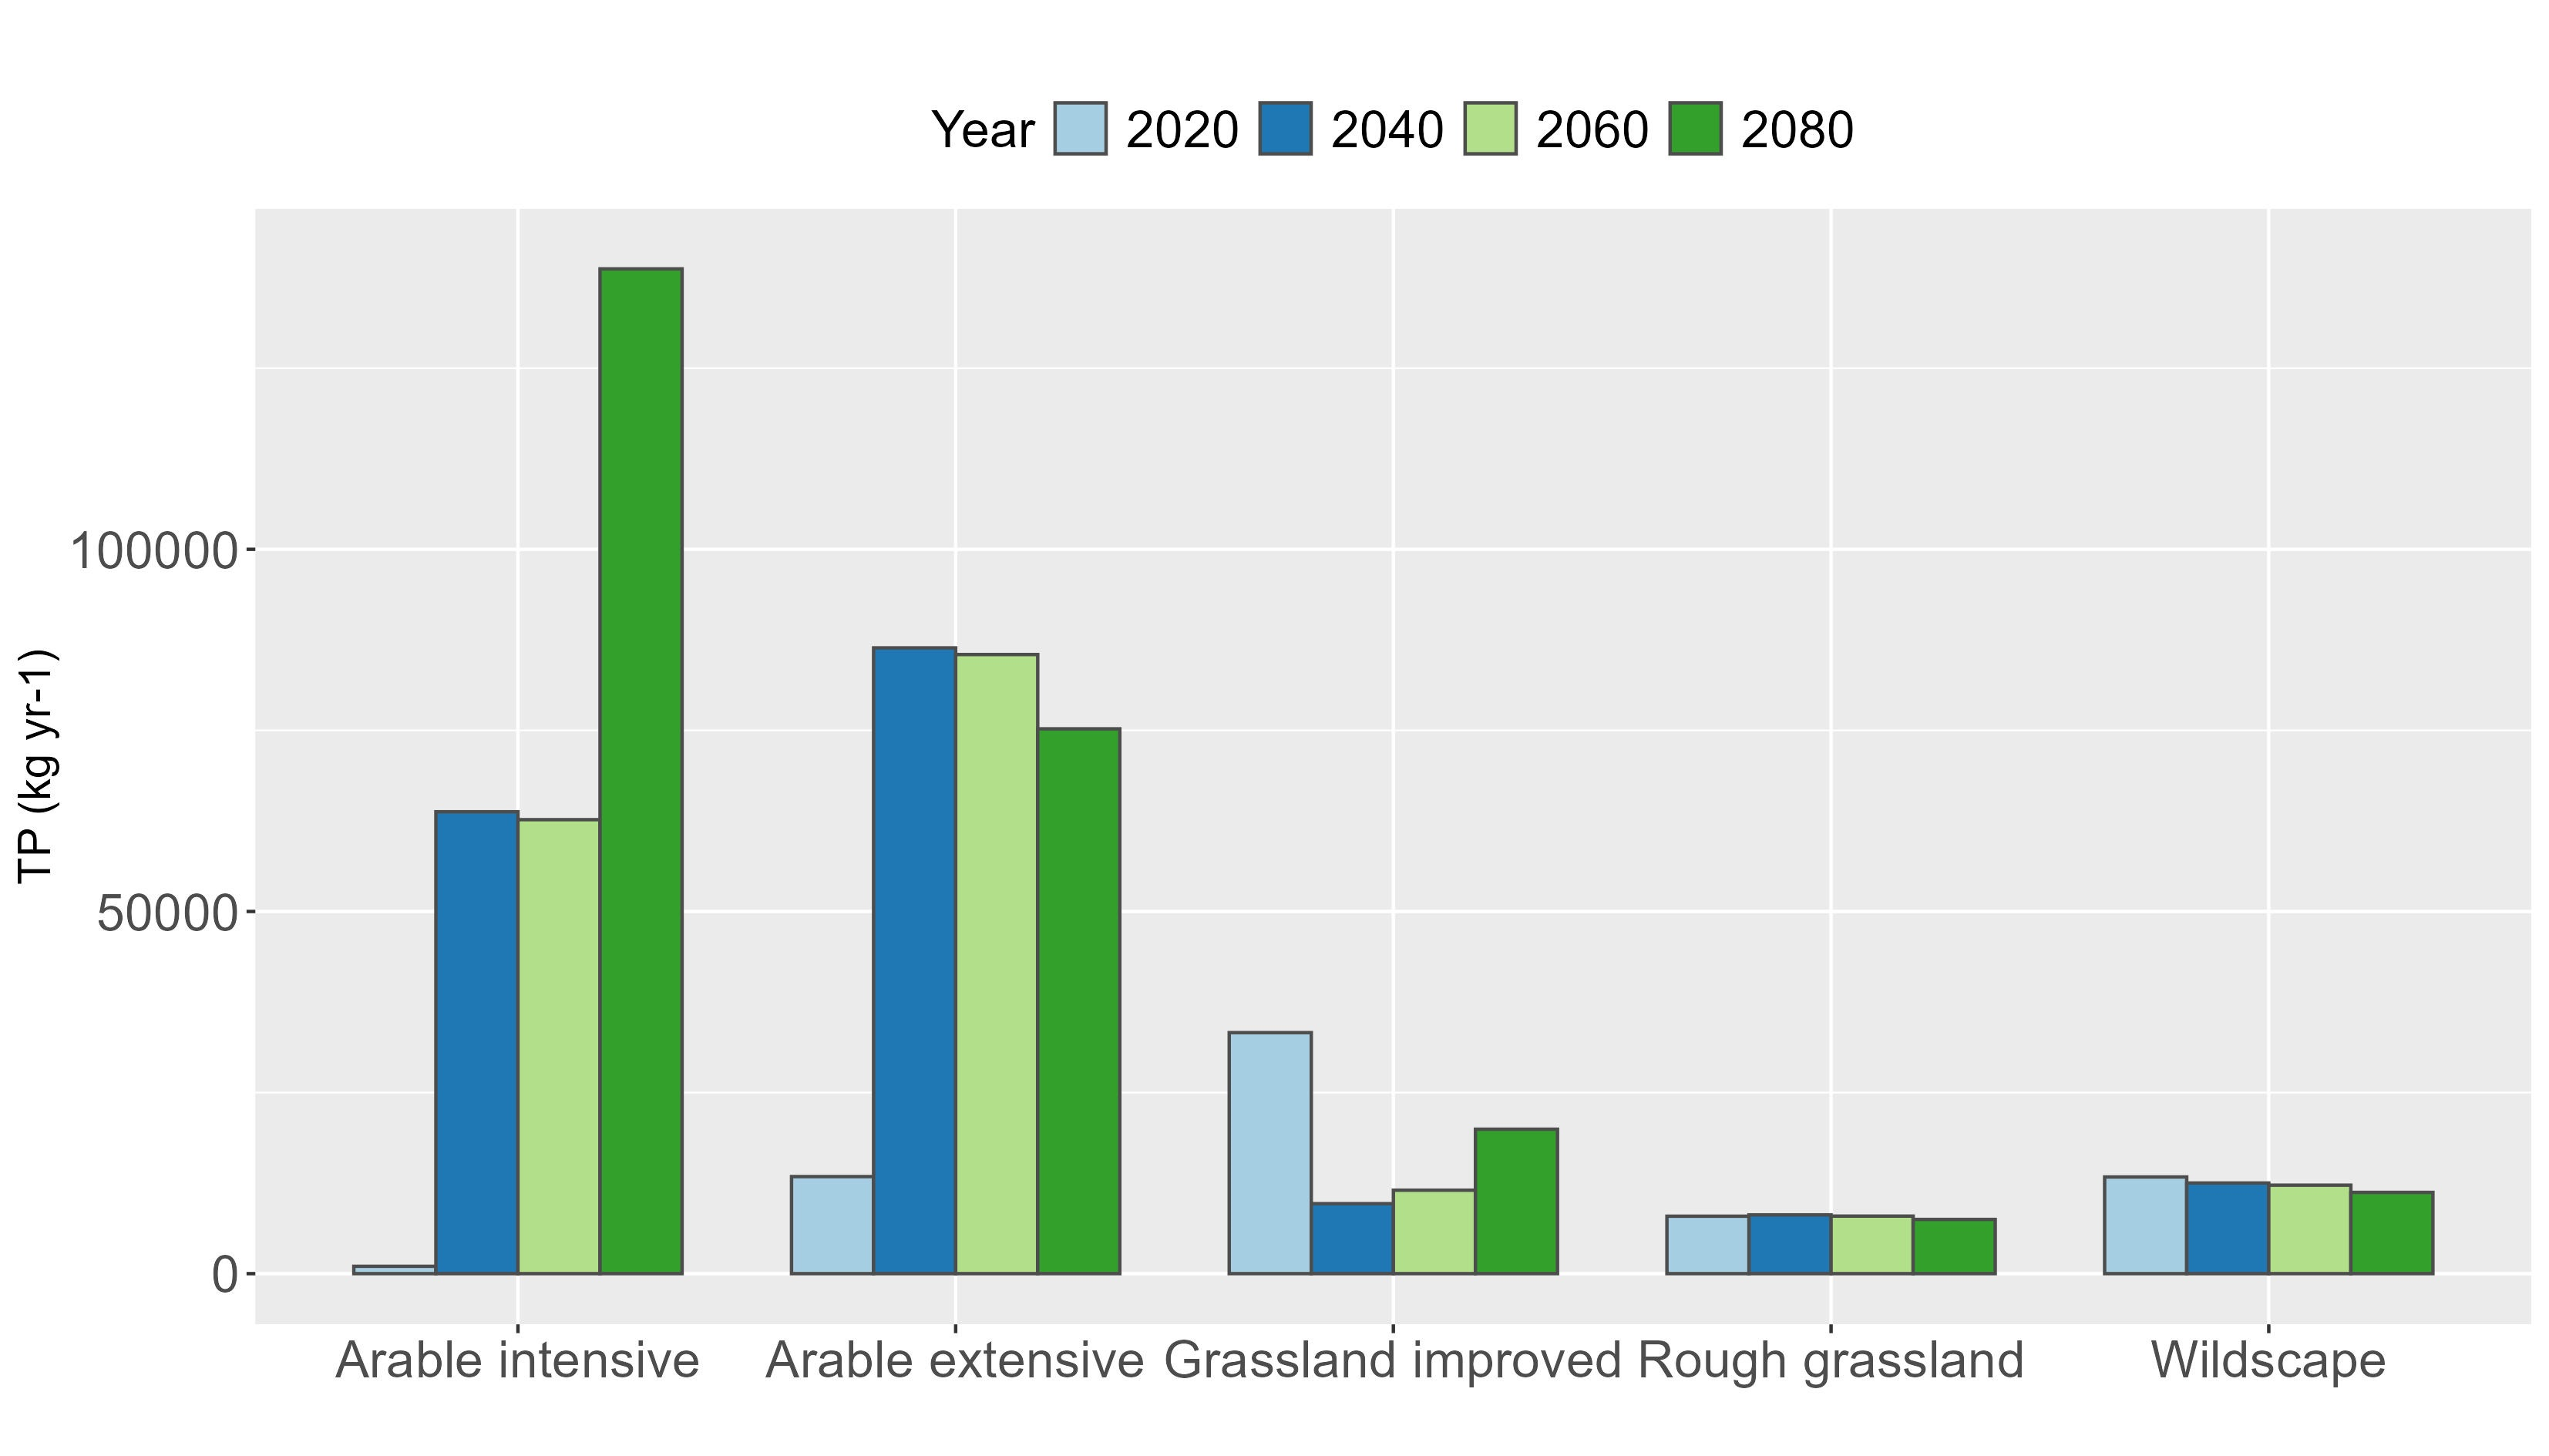 Year 2020 2040 2060 2080
TP (kg yr-1)
100000
50000
0
Arable intensive Arable extensive Grassland improved Rough grassland Wildscape